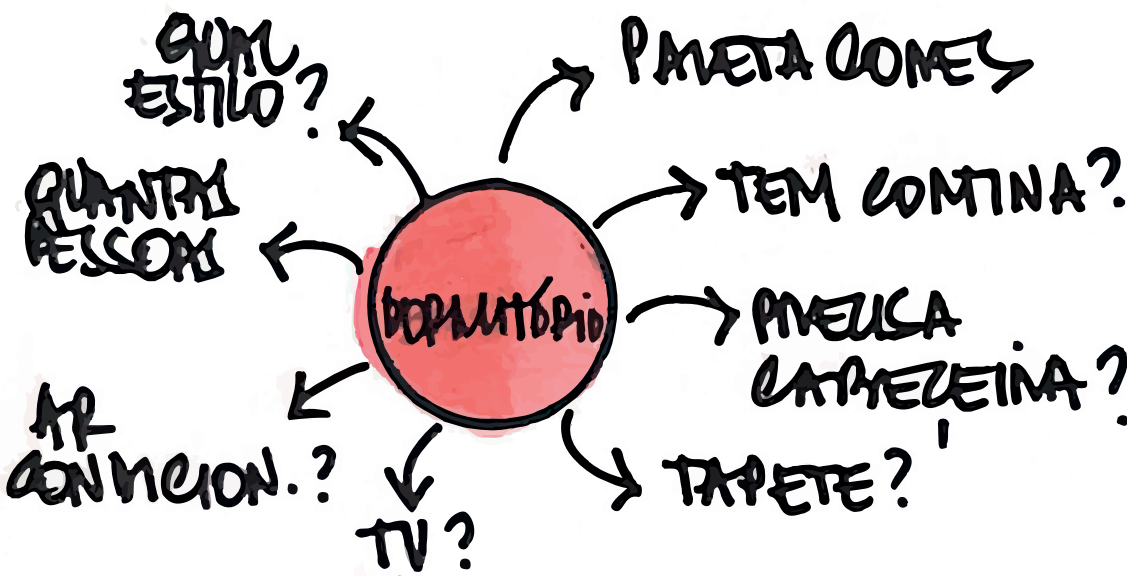 QUAL
ESTILO?
PALETA CORES
QUANTAS
PESSOAS
TEM CORTINA?
DORMITÓRIO
PRECISA
CABECEIRA?
AR
CONDICION.?
TAPETE?
TV?